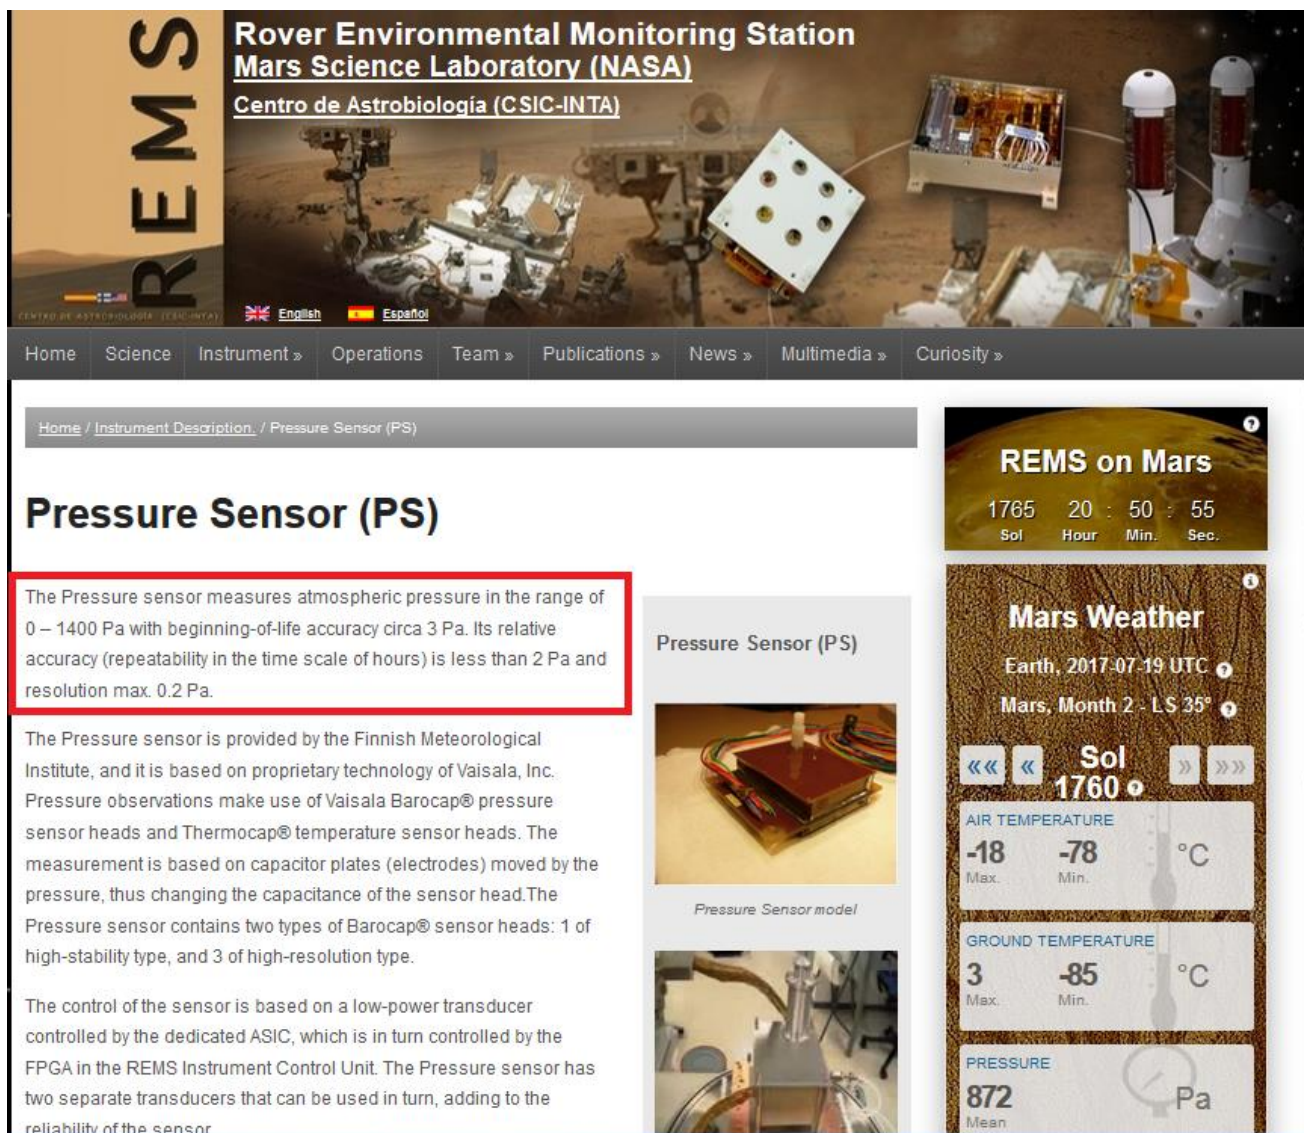 REMS
Rover Environmental Monitoring Station
Mars Science Laboratory (NASA)
Centro de Astrobiología (CSIC-INTA)
CENTRO DE ASTROBIOLOGÍA (CSIC-INTA)
English Español
Home Science Instrument » Operations Team » Publications » News » Multimedia » Curiosity »
Home / Instrument Description. / Pressure Sensor (PS)
Pressure Sensor (PS)
The Pressure sensor measures atmospheric pressure in the range of
0 – 1400 Pa with beginning-of-life accuracy circa 3 Pa. Its relative
accuracy (repeatability in the time scale of hours) is less than 2 Pa and
resolution max. 0.2 Pa.
The Pressure sensor is provided by the Finnish Meteorological
Institute, and it is based on proprietary technology of Vaisala, Inc.
Pressure observations make use of Vaisala Barocap® pressure
sensor heads and Thermocap® temperature sensor heads. The
measurement is based on capacitor plates (electrodes) moved by the
pressure, thus changing the capacitance of the sensor head.The
Pressure sensor contains two types of Barocap® sensor heads: 1 of
high-stability type, and 3 of high-resolution type.
The control of the sensor is based on a low-power transducer
controlled by the dedicated ASIC, which is in turn controlled by the
FPGA in the REMS Instrument Control Unit. The Pressure sensor has
two separate transducers that can be used in turn, adding to the
reliability of the sensor.
Pressure Sensor (PS)
Pressure Sensor model
?
REMS on Mars
1765 20 : 50 : 55
Sol Hour Min. Sec.
i
Mars Weather
Earth, 2017-07-19 UTC ?
Mars, Month 2 - LS 35° ?
«« « Sol » »»
1760 ?
AIR TEMPERATURE
-18 -78 °C
Max. Min.
GROUND TEMPERATURE
3 -85 °C
Max. Min.
PRESSURE
872 Pa
Mean